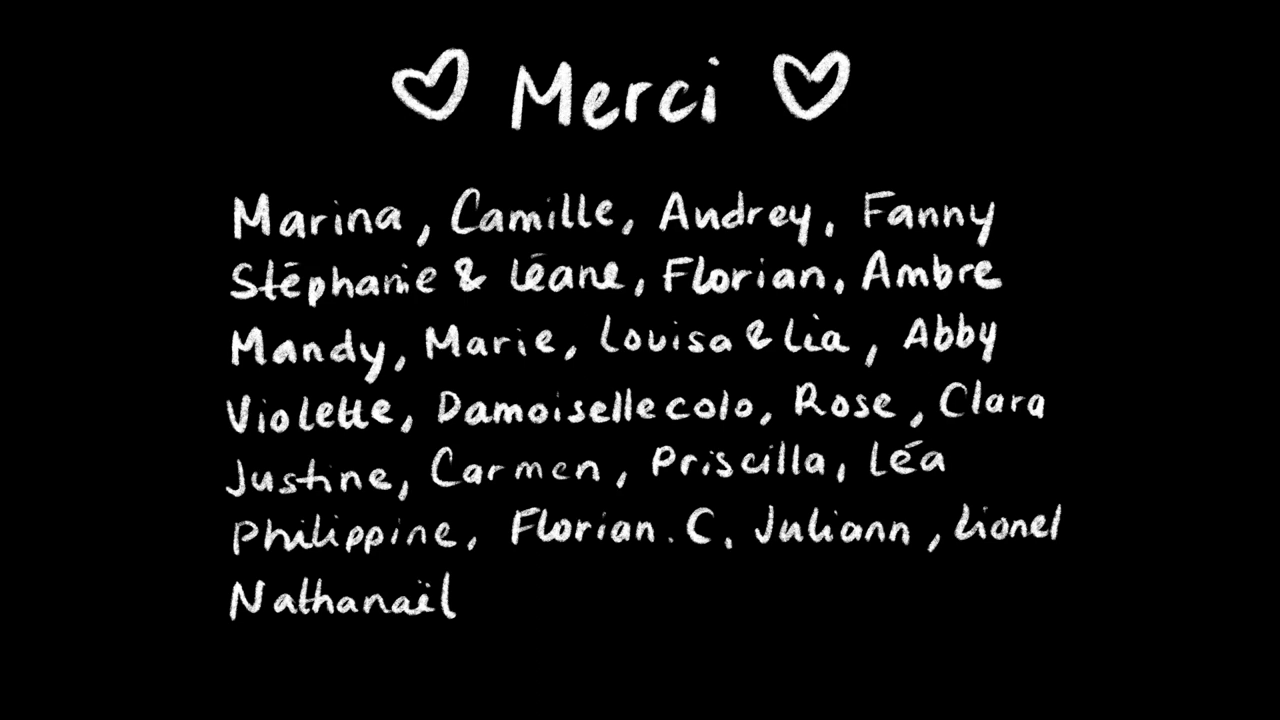 Merci
Marina, Camille, Audrey, Fanny
Stéphanie & Léane, Florian, Ambre
Mandy, Marie, Louisa & Lia, Abby
Violette, Damoisellecolo, Rose, Clara
Justine, Carmen, Priscilla, Léa
Philippine, Florian.C, Juliann, Lionel
Nathanaël